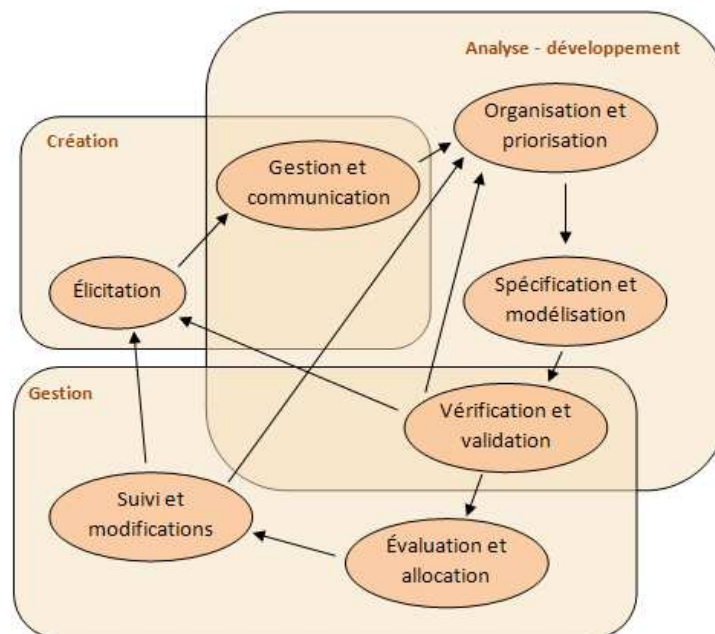 Analyse - développement
Organisation et
priorisation
Création
Gestion et
communication
Élicitation
Spécification et
modélisation
Gestion
Vérification et
validation
Suivi et
modifications
Évaluation et
allocation